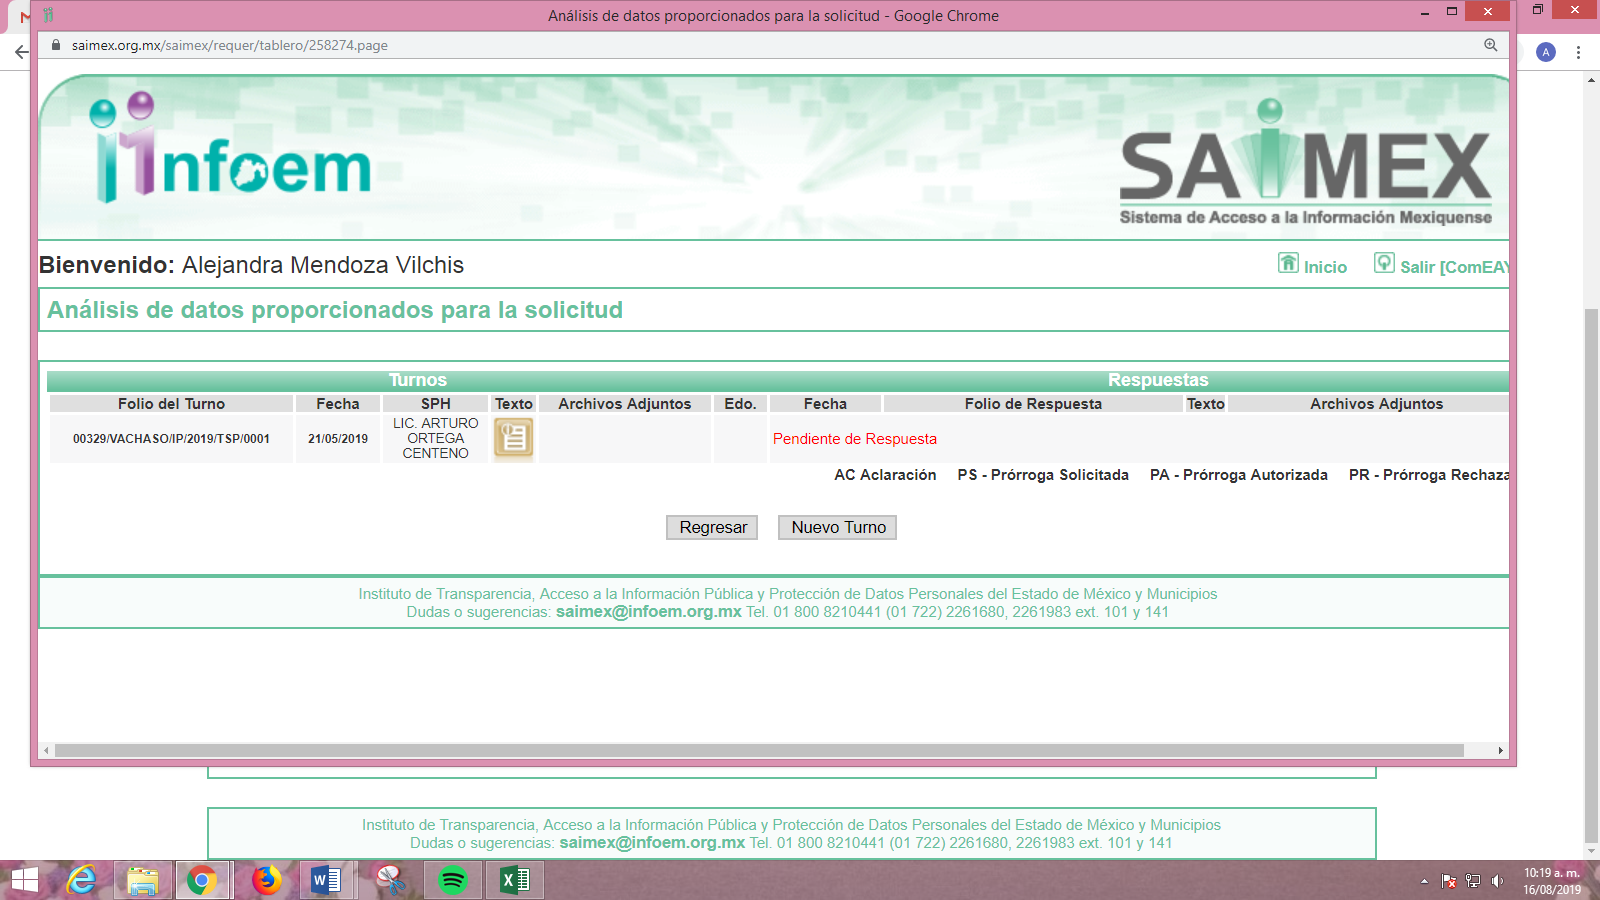 Análisis de datos proporcionados para la solicitud - Google Chrome
saimex.org.mx/saimex/requer/tablero/258274.page
A
infoem
SAIMEX
Sistema de Acceso a la Información Mexiquense
Bienvenido: Alejandra Mendoza Vilchis
Inicio Salir [ComEAY
Análisis de datos proporcionados para la solicitud
Turnos Respuestas
Folio del Turno Fecha SPH Texto Archivos Adjuntos Edo. Fecha Folio de Respuesta Texto Archivos Adjuntos
00329/VACHASO/IP/2019/TSP/0001 21/05/2019 LIC. ARTURO ORTEGA CENTENO Pendiente de Respuesta
AC Aclaración PS - Prórroga Solicitada PA - Prórroga Autorizada PR - Prórroga Rechaza
Regresar Nuevo Turno
Instituto de Transparencia, Acceso a la Información Pública y Protección de Datos Personales del Estado de México y Municipios
Dudas o sugerencias: saimex@infoem.org.mx Tel. 01 800 8210441 (01 722) 2261680, 2261983 ext. 101 y 141
Instituto de Transparencia, Acceso a la Información Pública y Protección de Datos Personales del Estado de México y Municipios
Dudas o sugerencias: saimex@infoem.org.mx Tel. 01 800 8210441 (01 722) 2261680, 2261983 ext. 101 y 141
10:19 a. m.
16/08/2019